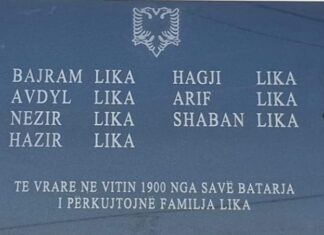 BAJRAM LIKA HAGJI LIKA
AVDYL LIKA ARIF LIKA
NEZIR LIKA SHABAN LIKA
HAZIR LIKA
TE VRARE NE VITIN 1900 NGA SAVË BATARJA
I PERKUJTOJNE FAMILJA LIKA